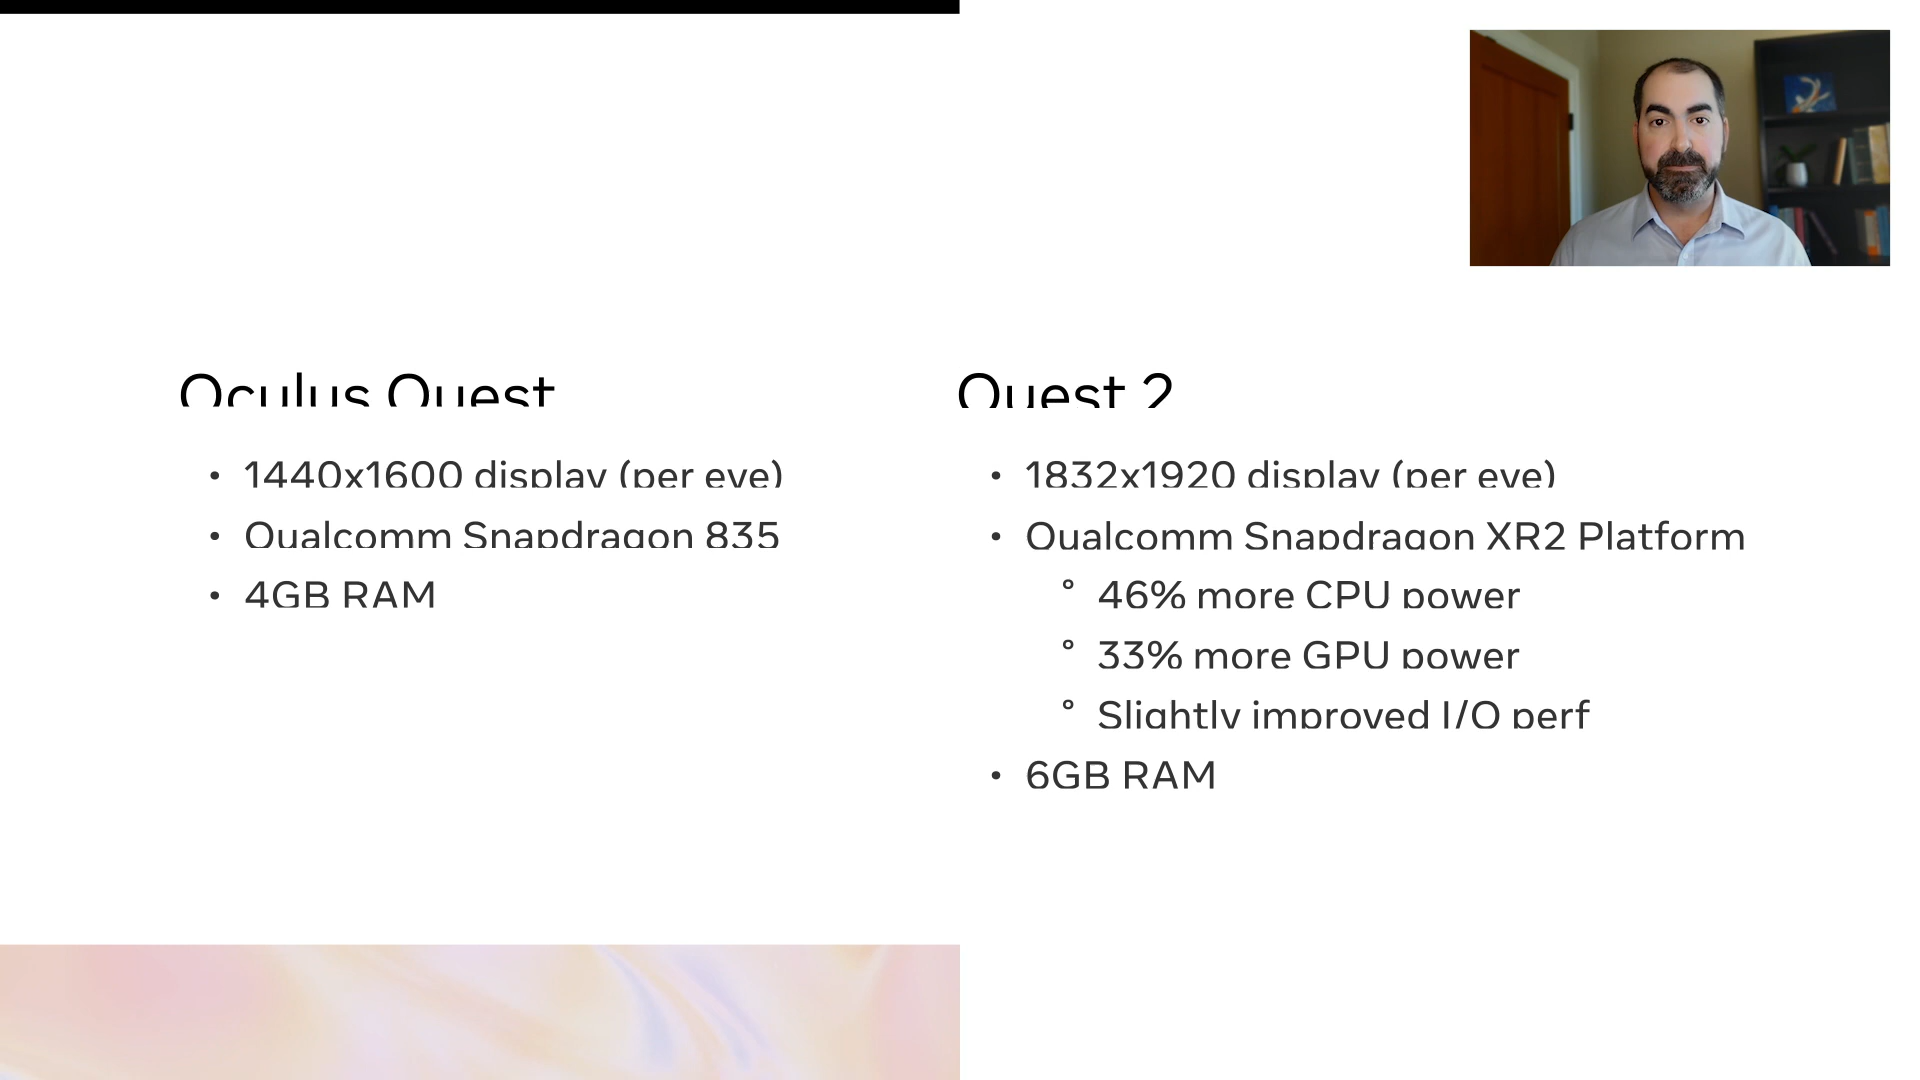 Oculus Quest
• 1440x1600 display (per eye)
• Qualcomm Snapdragon 835
• 4GB RAM
Quest 2
• 1832x1920 display (per eye)
• Qualcomm Snapdragon XR2 Platform
° 46% more CPU power
° 33% more GPU power
° Slightly improved I/O perf
• 6GB RAM